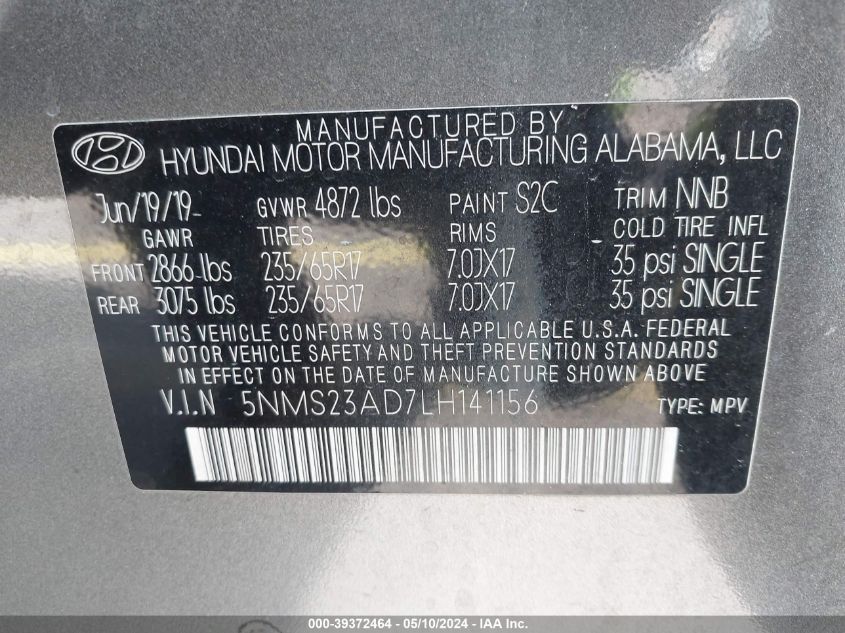 MANUFACTURED BY
HYUNDAI MOTOR MANUFACTURING ALABAMA, LLC
Jun/19/19 GVWR 4872 lbs PAINT S2C TRIM NNB
GAWR TIRES RIMS COLD TIRE INFL
FRONT 2866 lbs 235/65R17 7.0JX17 35 psi SINGLE
REAR 3075 lbs 235/65R17 7.0JX17 35 psi SINGLE
THIS VEHICLE CONFORMS TO ALL APPLICABLE U.S.A. FEDERAL
MOTOR VEHICLE SAFETY AND THEFT PREVENTION STANDARDS
IN EFFECT ON THE DATE OF MANUFACTURE SHOWN ABOVE.
V.I.N 5NMS23AD7LH141156 TYPE: MPV
000-39372464 - 05/10/2024 - IAA Inc.